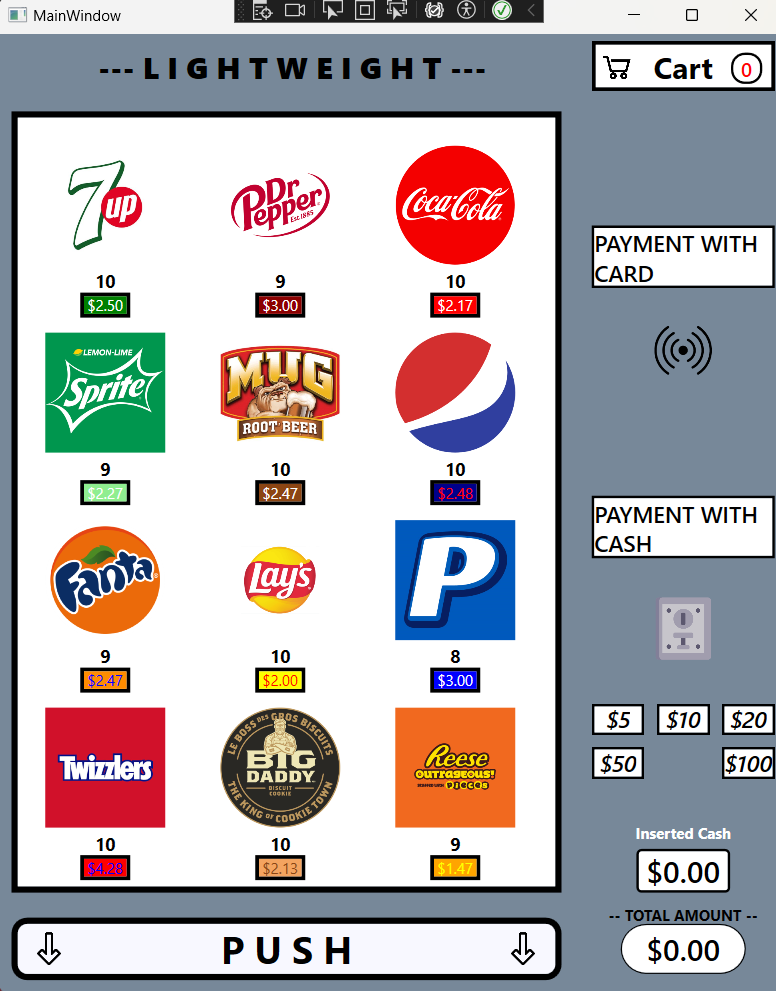 MainWindow
--- L I G H T W E I G H T ---
Cart 0
7up
Dr Pepper
Est 1885
Coca-Cola
10 9 10
$2.50 $3.00 $2.17
PAYMENT WITH
CARD
LEMON-LIME
Sprite
MUG
ROOT BEER
9 10 10
$2.27 $2.47 $2.48
PAYMENT WITH
CASH
Fanta
Lay's
P
9 10 8
$2.47 $2.00 $3.00
$5 $10 $20
$50 $100
Twizzlers
LE BOSS DES GROS BISCUITS
BIG
DADDY
BISCUIT
COOKIE
THE KING OF COOKIE TOWN
Reese
OUTRAGEOUS!
PIECES
10 10 9
$4.28 $2.13 $1.47
Inserted Cash
$0.00
-- TOTAL AMOUNT --
$0.00
P U S H